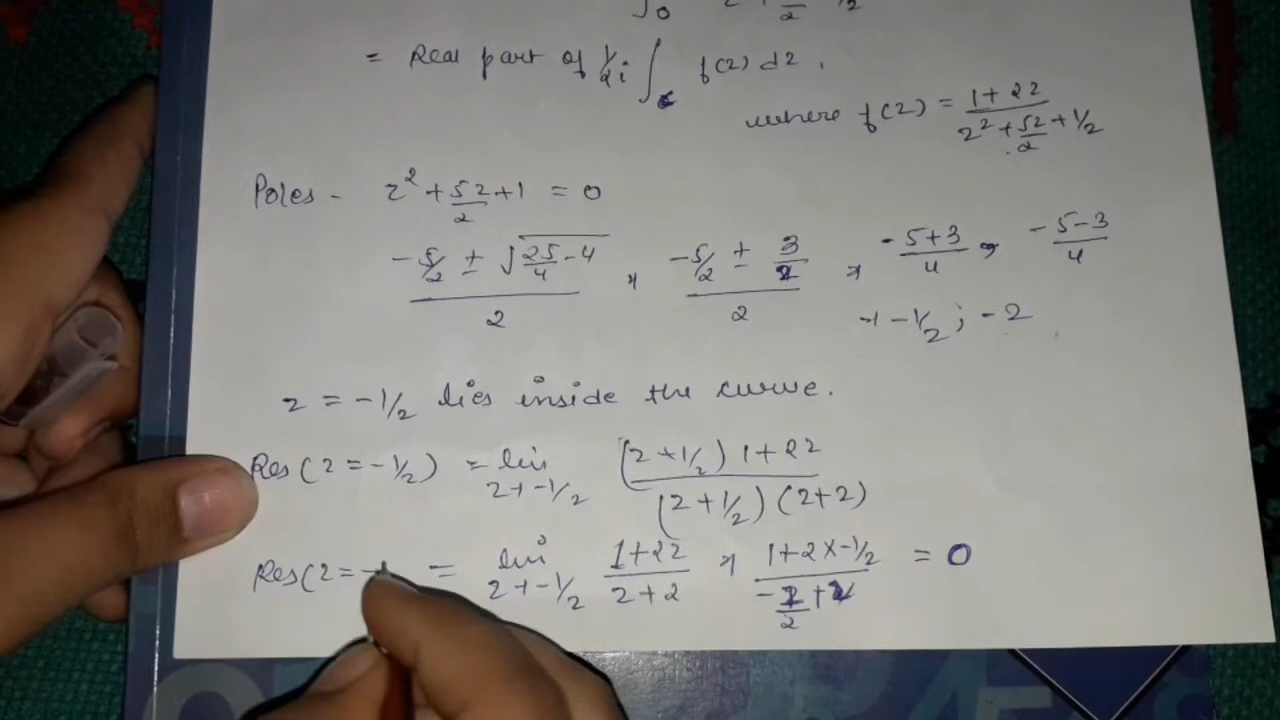 = Real part of 1/2i ∫c f(z) dz .
where f(z) = (1+2z)/(z² + 5z/2 + 1/2)
Poles - z² + 5z/2 + 1 = 0
(-5/2 ± √(25/4 - 4))/2 , (-5/2 ± 3/2)/2 → (-5+3)/4 , (-5-3)/4
→ -1/2 ; -2
z = -1/2 lies inside the curve.
Res(z = -1/2) = lim z→-1/2 (z+1/2) 1+2z / (z+1/2)(z+2)
Res(z = - = lim z→-1/2 (1+2z)/(z+2) → (1+2×-1/2)/(-1/2+2) = 0